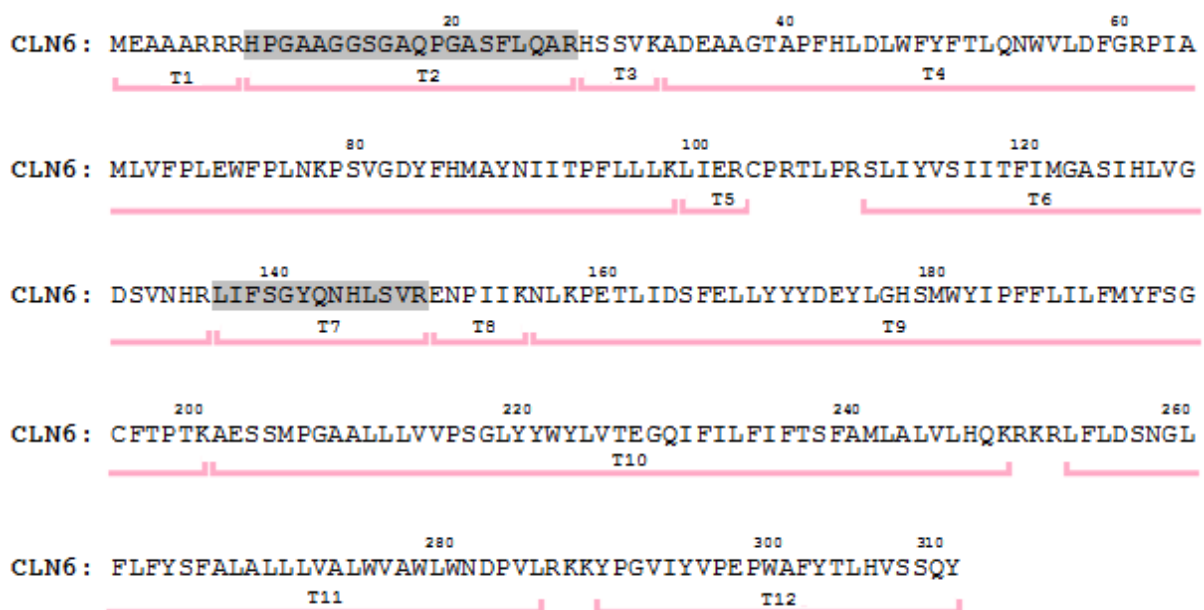 20 40 60
CLN6: MEAAARRRHPGAAGGSGAQPGASFLQARHSSVKADEAAGTAPFHLDLWFYFTLQNWVLDFGRPIA
T1 T2 T3 T4
80 100 120
CLN6: MLVFPLEWFPLNKPSVGDYFHMAYNIITPFLLLKLIERCPRTLPRSLIYVSIITFIMGASIHLVG
T5 T6
140 160 180
CLN6: DSVNHRLIFSGYQNHLSVRENPIIKNLKPETLIDSFELLYYYDEYLGHSMWYIPFFLILFMYFSG
T7 T8 T9
200 220 240 260
CLN6: CFTPTKAESSMPGAALLLVVPSGLYYWYLVTEGQIFILFIFTSFAMLALVLHQKRKRLFLDSNGL
T10
280 300 310
CLN6: FLFYSFALALLLVALWVAWLWNDPVLRKKYPGVIYVPEPWAFYTLHVSSQY
T11 T12